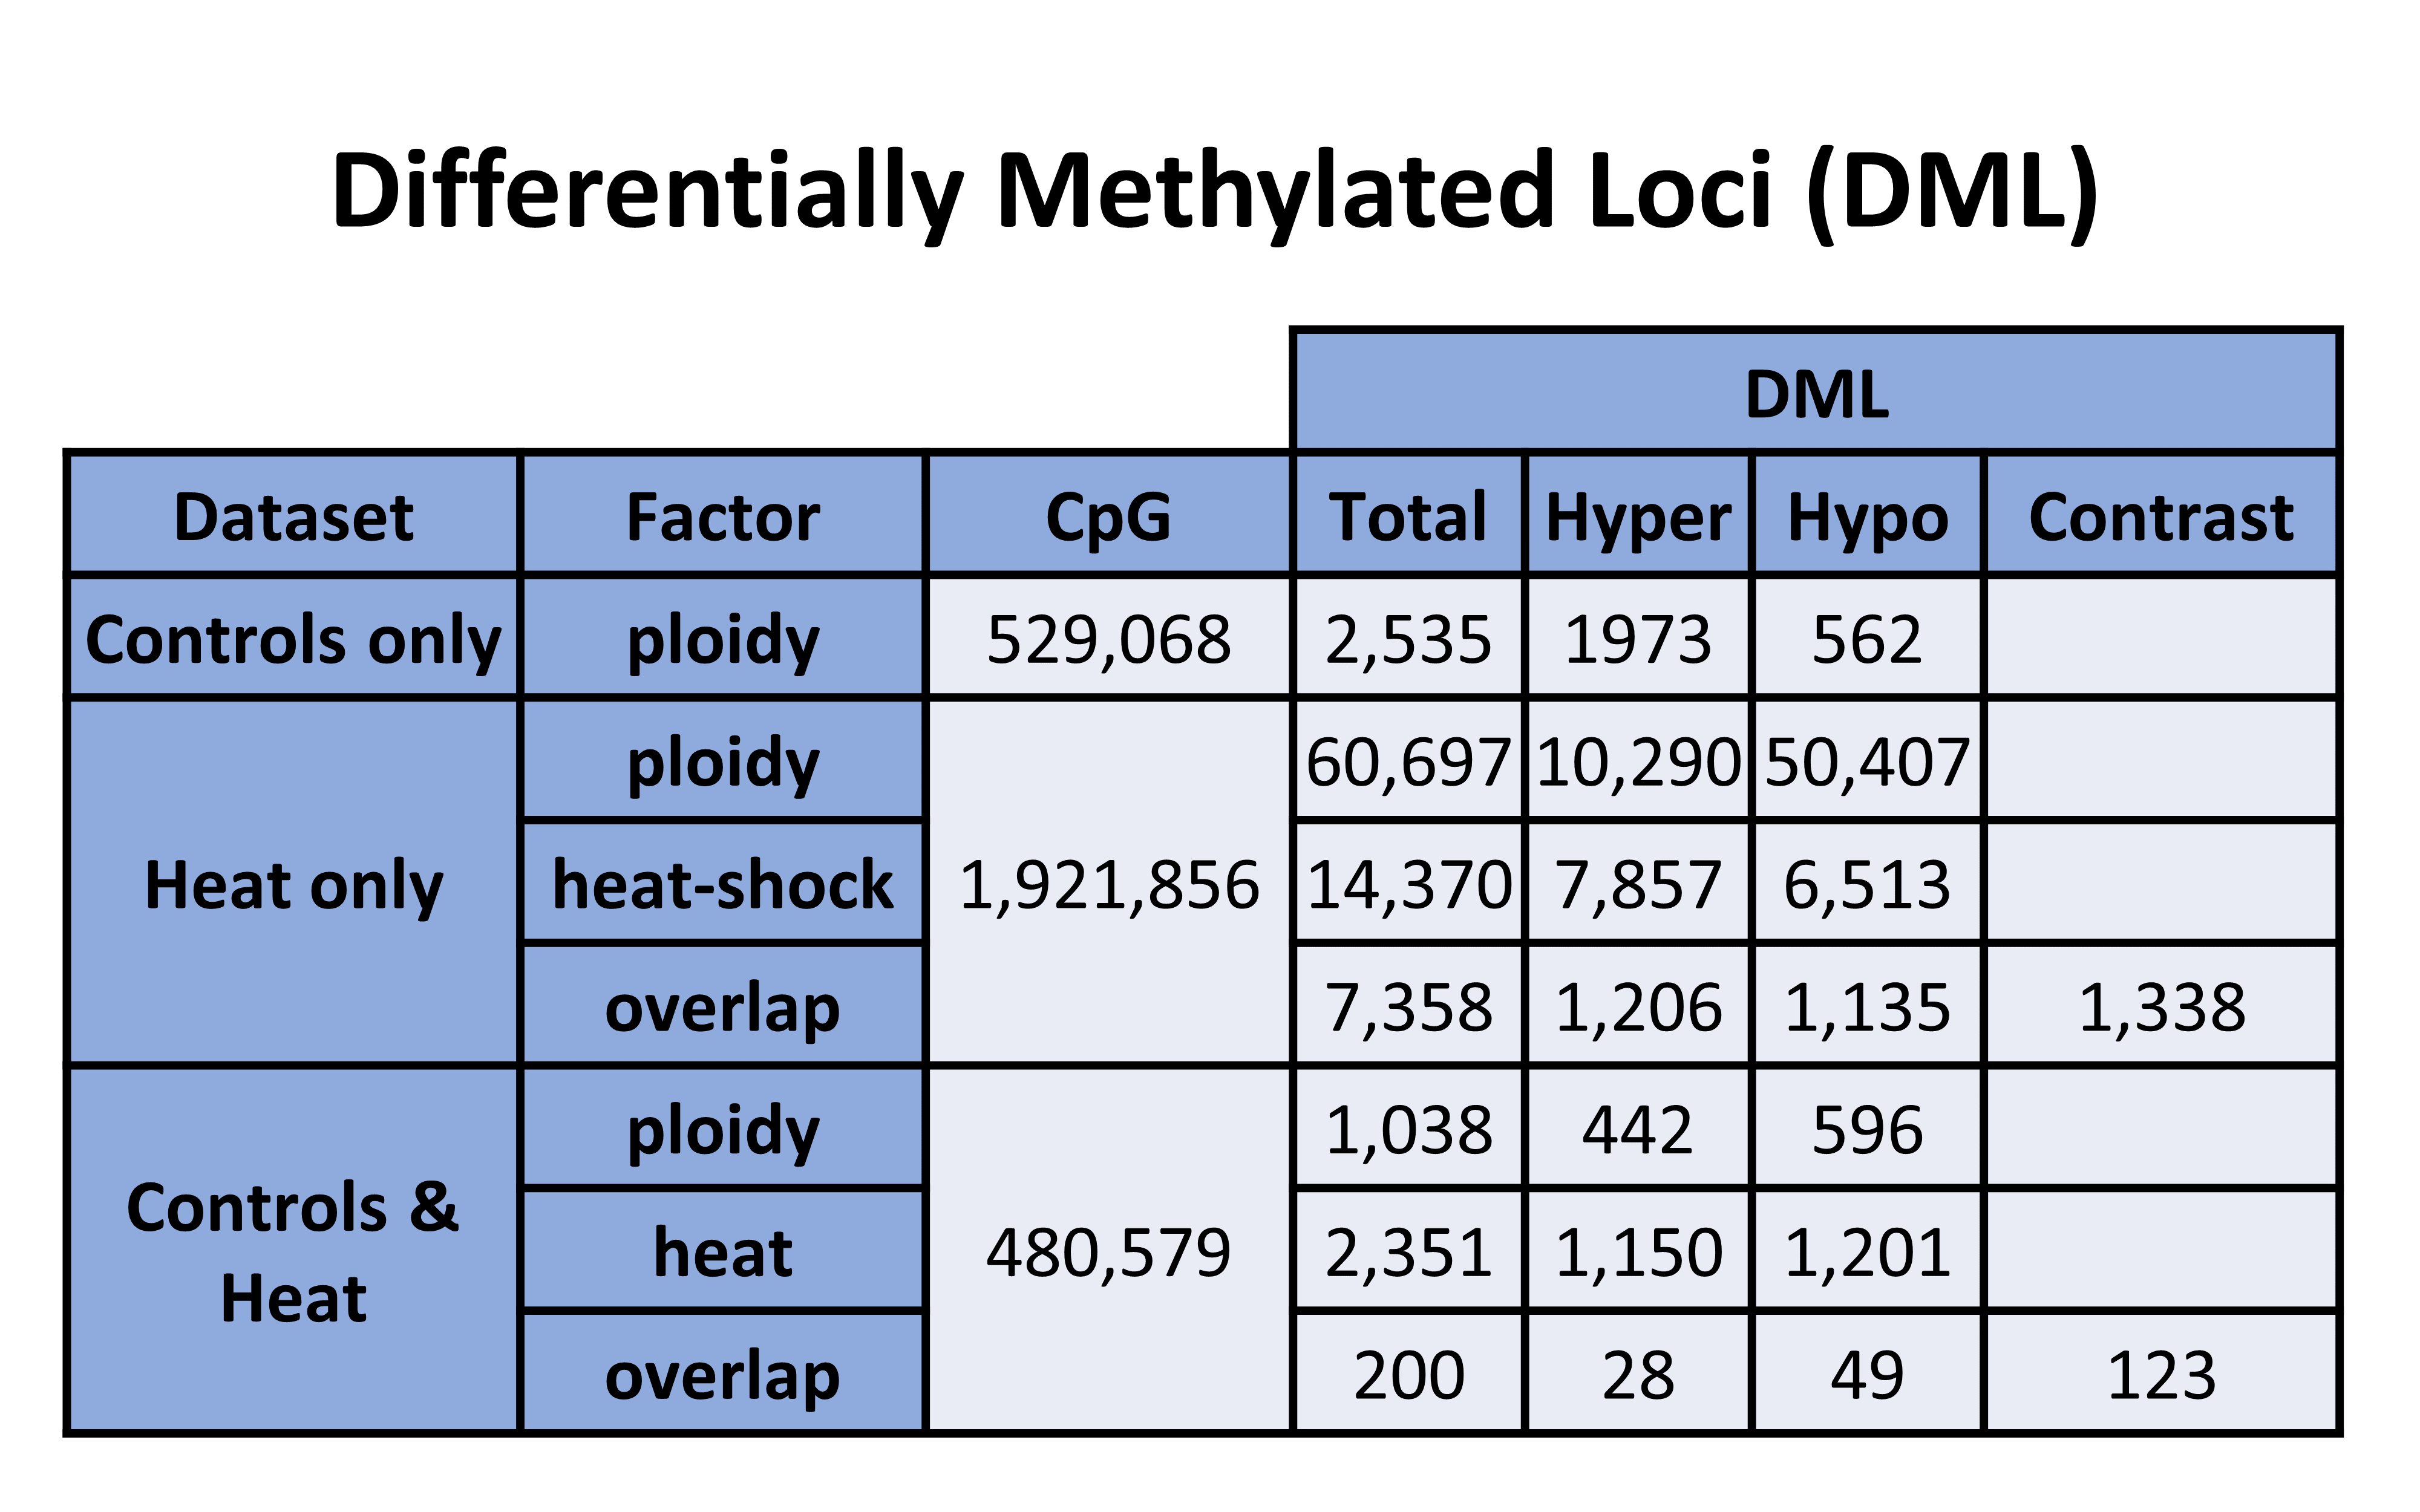 Differentially Methylated Loci (DML)
DML
Dataset Factor CpG Total Hyper Hypo Contrast
Controls only ploidy 529,068 2,535 1973 562
ploidy 60,697 10,290 50,407
Heat only heat-shock 1,921,856 14,370 7,857 6,513
overlap 7,358 1,206 1,135 1,338
ploidy 1,038 442 596
Controls &
Heat
heat 480,579 2,351 1,150 1,201
overlap 200 28 49 123